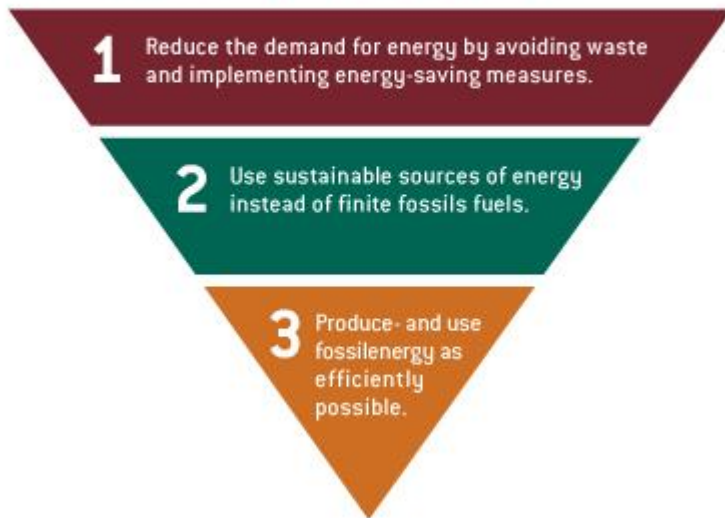 1 Reduce the demand for energy by avoiding waste
and implementing energy-saving measures.
2 Use sustainable sources of energy
instead of finite fossils fuels.
3 Produce- and use
fossilenergy as
efficiently
possible.